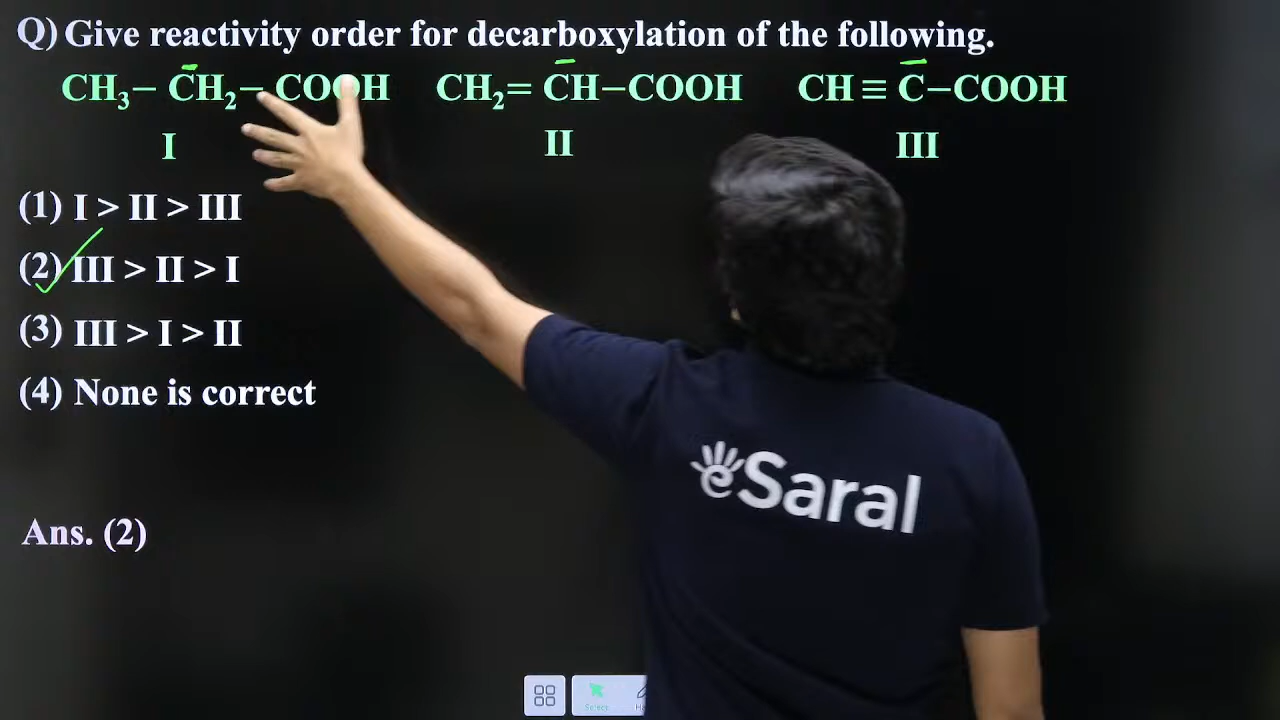 Q) Give reactivity order for decarboxylation of the following.
CH₃– CH₂– COOH CH₂= CH–COOH CH ≡ C–COOH
I II III
(1) I > II > III
(2) III > II > I
(3) III > I > II
(4) None is correct
eSaral
Ans. (2)
Select